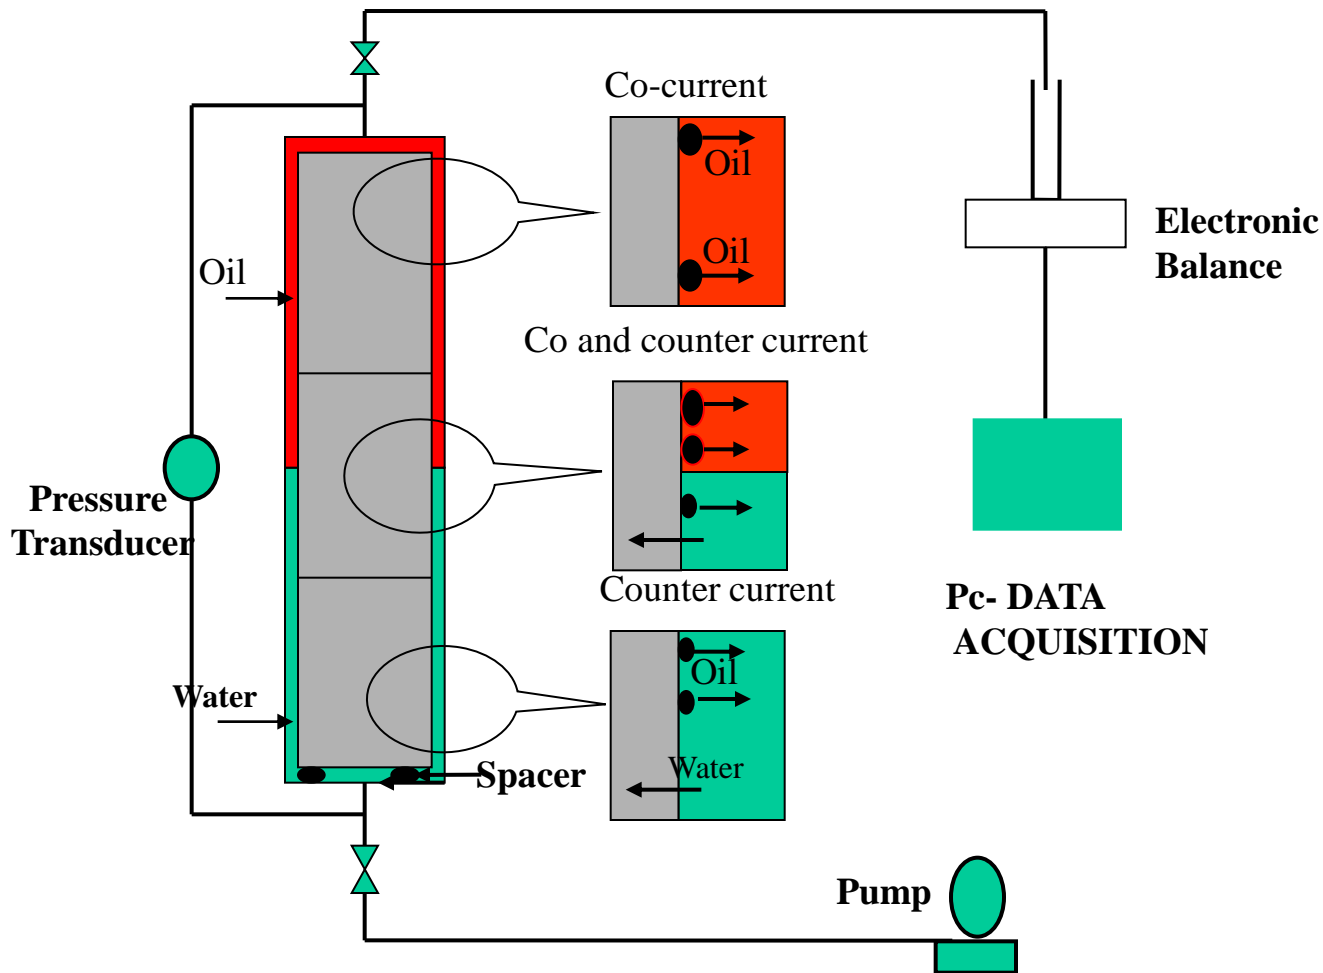 Co-current
Oil
Oil
Electronic
Balance
Oil
Co and counter current
Pressure
Transducer
Counter current
Pc- DATA
ACQUISITION
Oil
Water
Water
Spacer
Pump